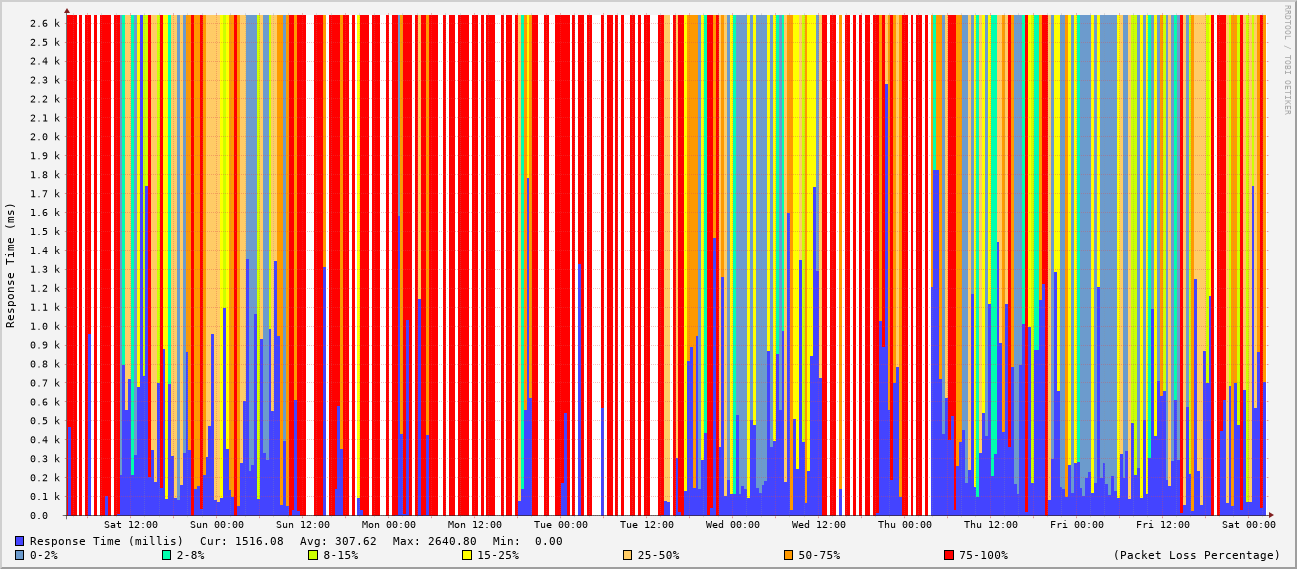 2.6 k
2.5 k
2.4 k
2.3 k
2.2 k
2.1 k
2.0 k
1.9 k
1.8 k
1.7 k
1.6 k
1.5 k
1.4 k
1.3 k
1.2 k
1.1 k
1.0 k
0.9 k
0.8 k
0.7 k
0.6 k
0.5 k
0.4 k
0.3 k
0.2 k
0.1 k
0.0
Response Time (ms)
RRDTOOL / TOBI OETIKER
Sat 12:00 Sun 00:00 Sun 12:00 Mon 00:00 Mon 12:00 Tue 00:00 Tue 12:00 Wed 00:00 Wed 12:00 Thu 00:00 Thu 12:00 Fri 00:00 Fri 12:00 Sat 00:00
Response Time (millis) Cur: 1516.08 Avg: 307.62 Max: 2640.80 Min: 0.00
0-2% 2-8% 8-15% 15-25% 25-50% 50-75% 75-100% (Packet Loss Percentage)